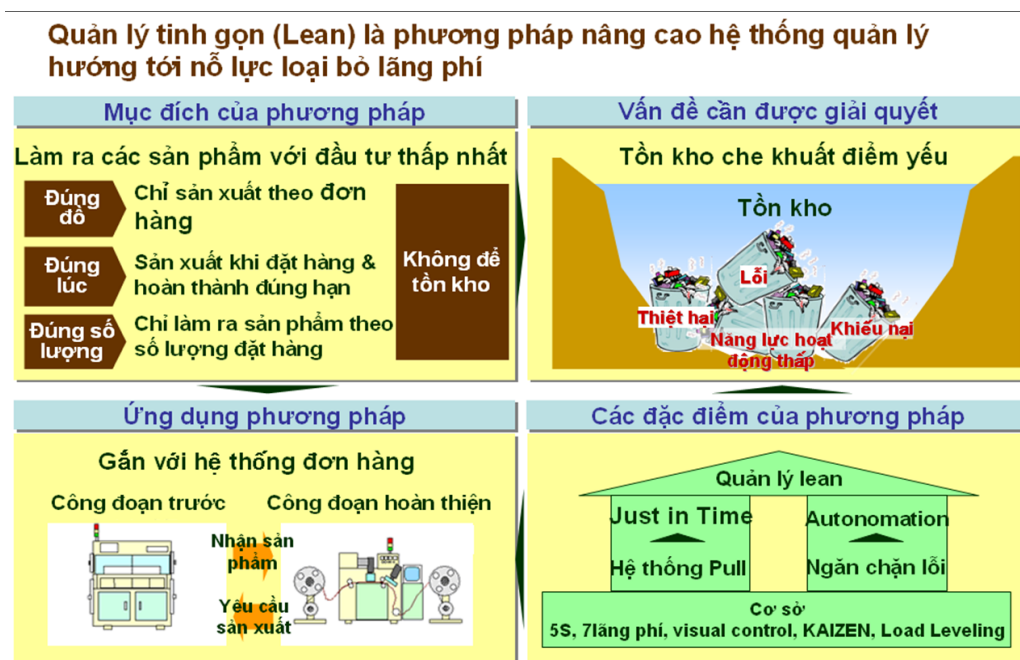 Quản lý tinh gọn (Lean) là phương pháp nâng cao hệ thống quản lý
hướng tới nỗ lực loại bỏ lãng phí
Mục đích của phương pháp
Làm ra các sản phẩm với đầu tư thấp nhất
Đúng
đồ
Chỉ sản xuất theo đơn
hàng
Đúng
lúc
Sản xuất khi đặt hàng &
hoàn thành đúng hạn
Đúng số
lượng
Chỉ làm ra sản phẩm theo
số lượng đặt hàng
Không để
tồn kho
Vấn đề cần được giải quyết
Tồn kho che khuất điểm yếu
Tồn kho
Lỗi
Thiệt hại
Năng lực hoạt
động thấp
Khiếu nại
Ứng dụng phương pháp
Gắn với hệ thống đơn hàng
Công đoạn trước
Công đoạn hoàn thiện
Nhận sản
phẩm
Yêu cầu
sản xuất
Các đặc điểm của phương pháp
Quản lý lean
Just in Time
Hệ thống Pull
Autonomation
Ngăn chặn lỗi
Cơ sở
5S, 7lãng phí, visual control, KAIZEN, Load Leveling